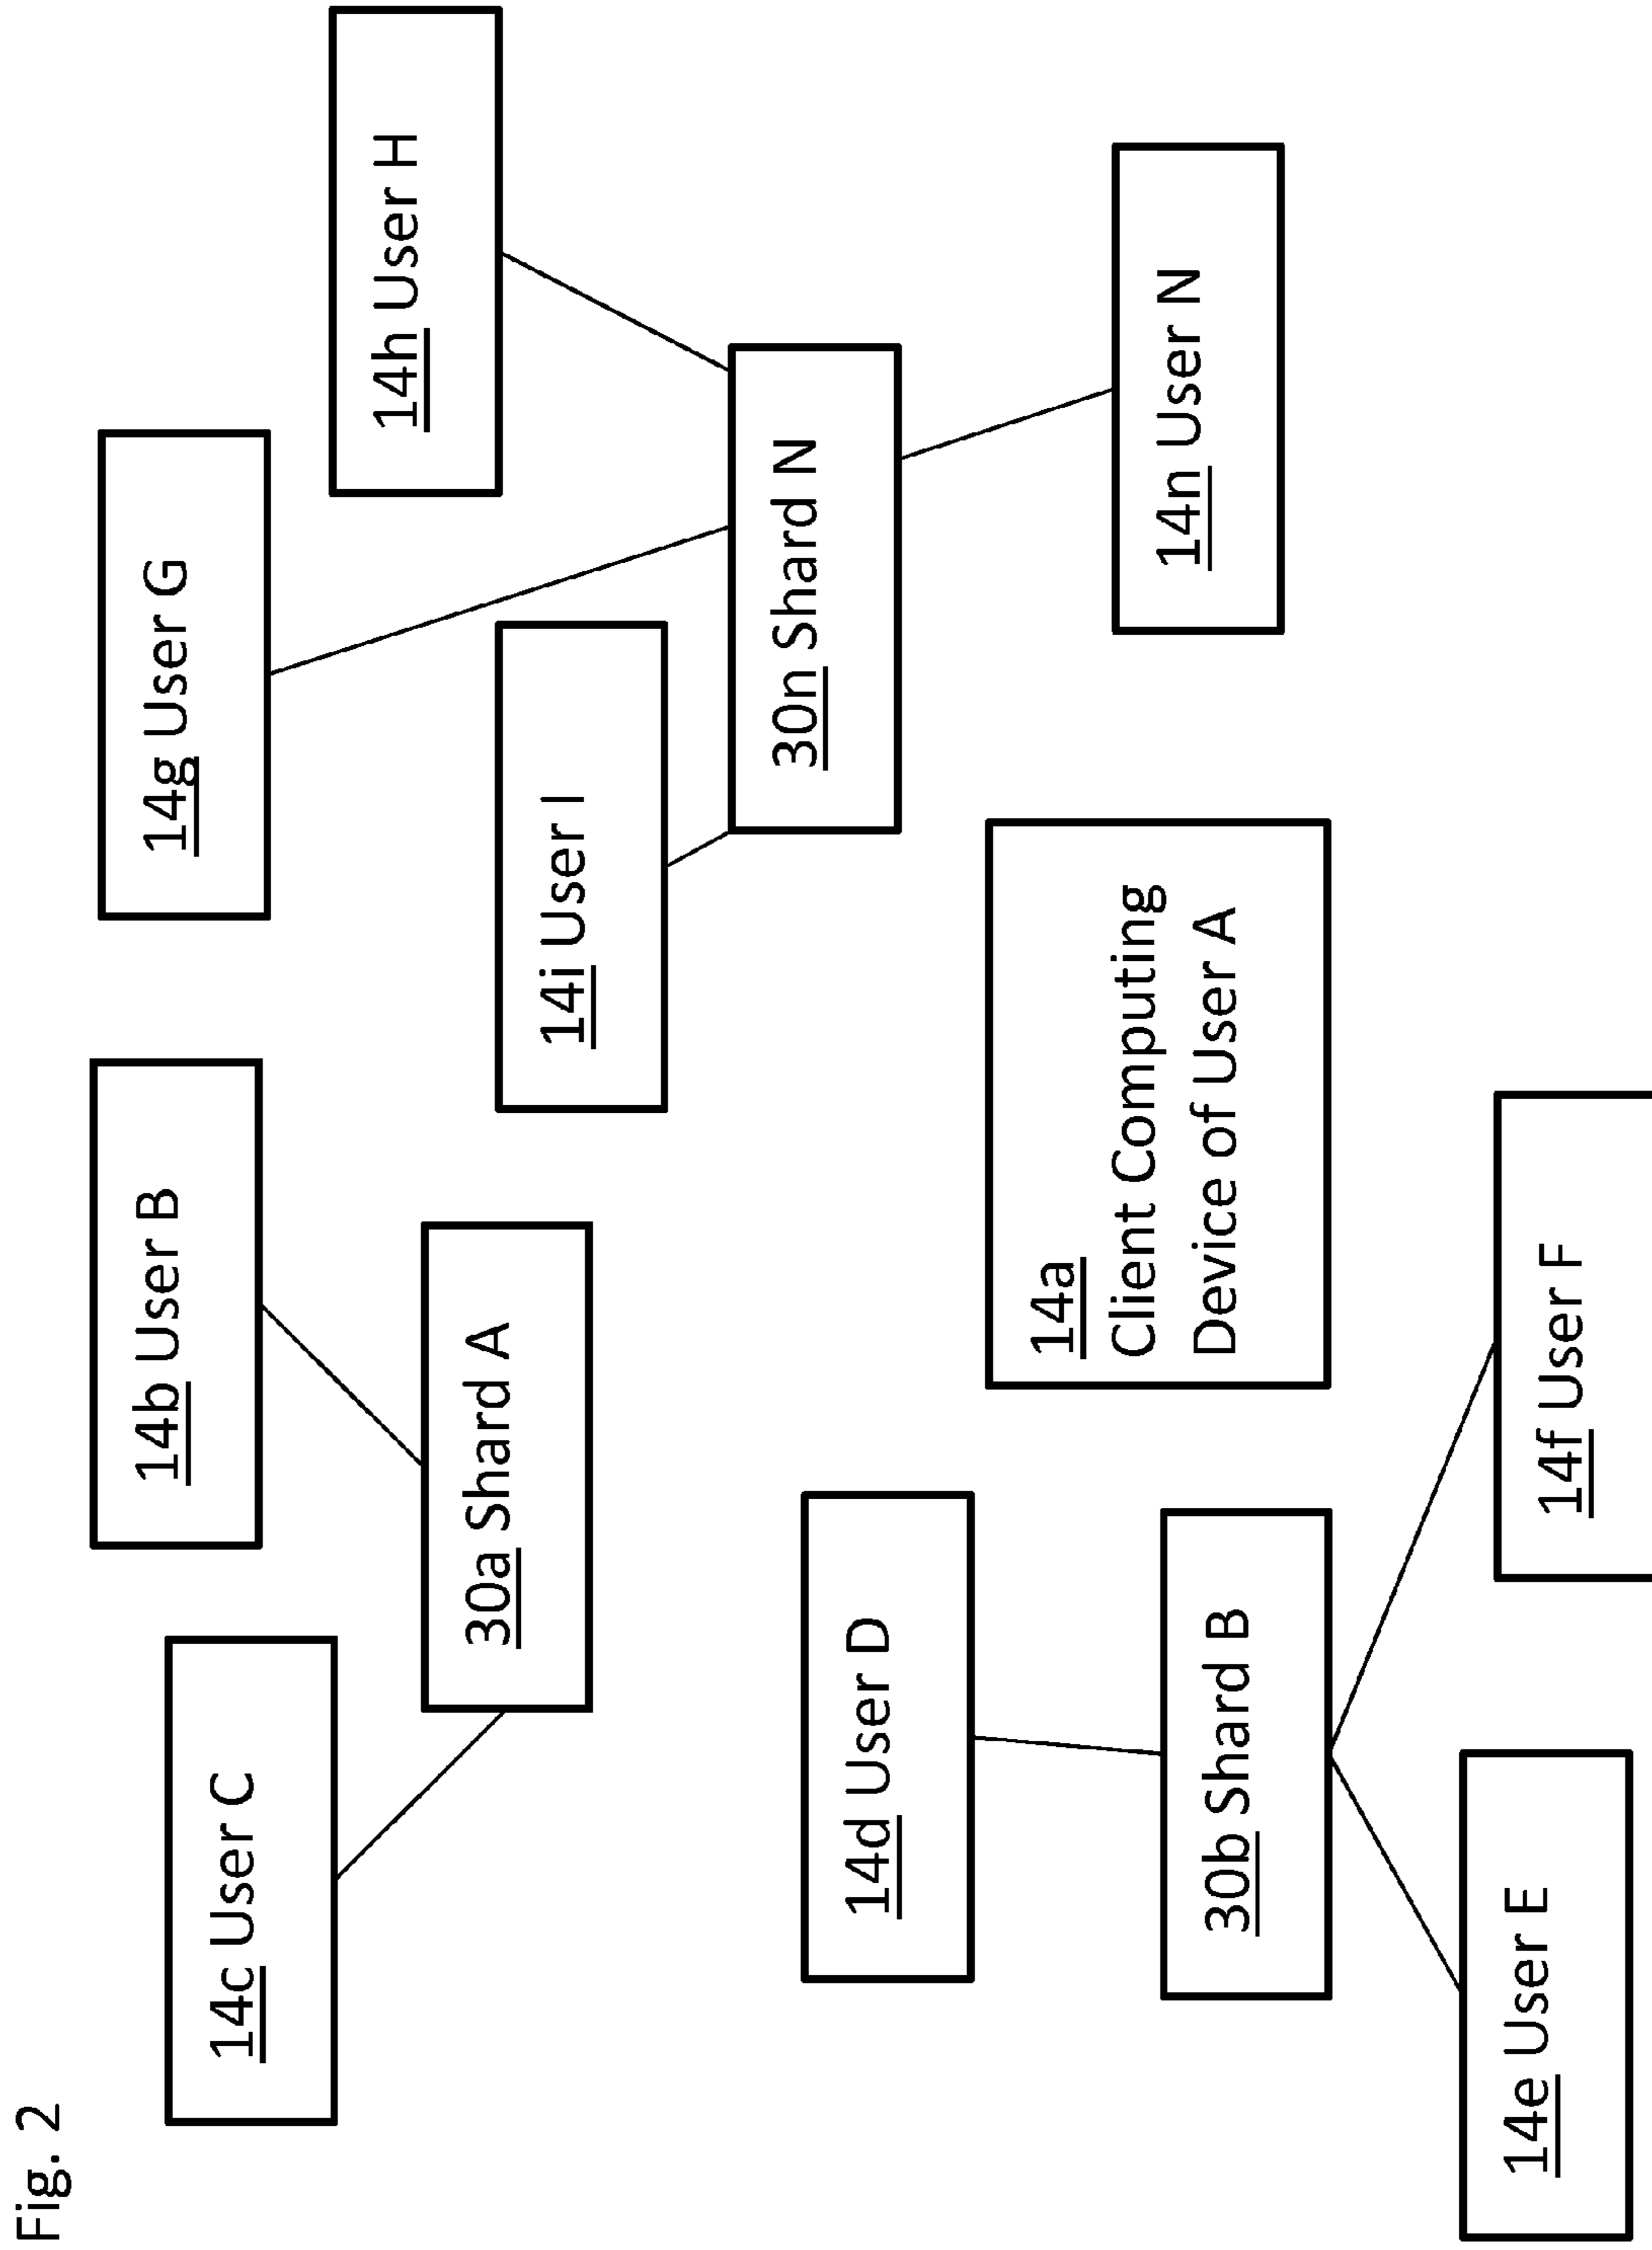 Fig. 2
14c User C
14b User B
14g User G
14h User H
30a Shard A
14i User I
30n Shard N
14d User D
14a
Client Computing
Device of User A
14n User N
30b Shard B
14e User E
14f User F